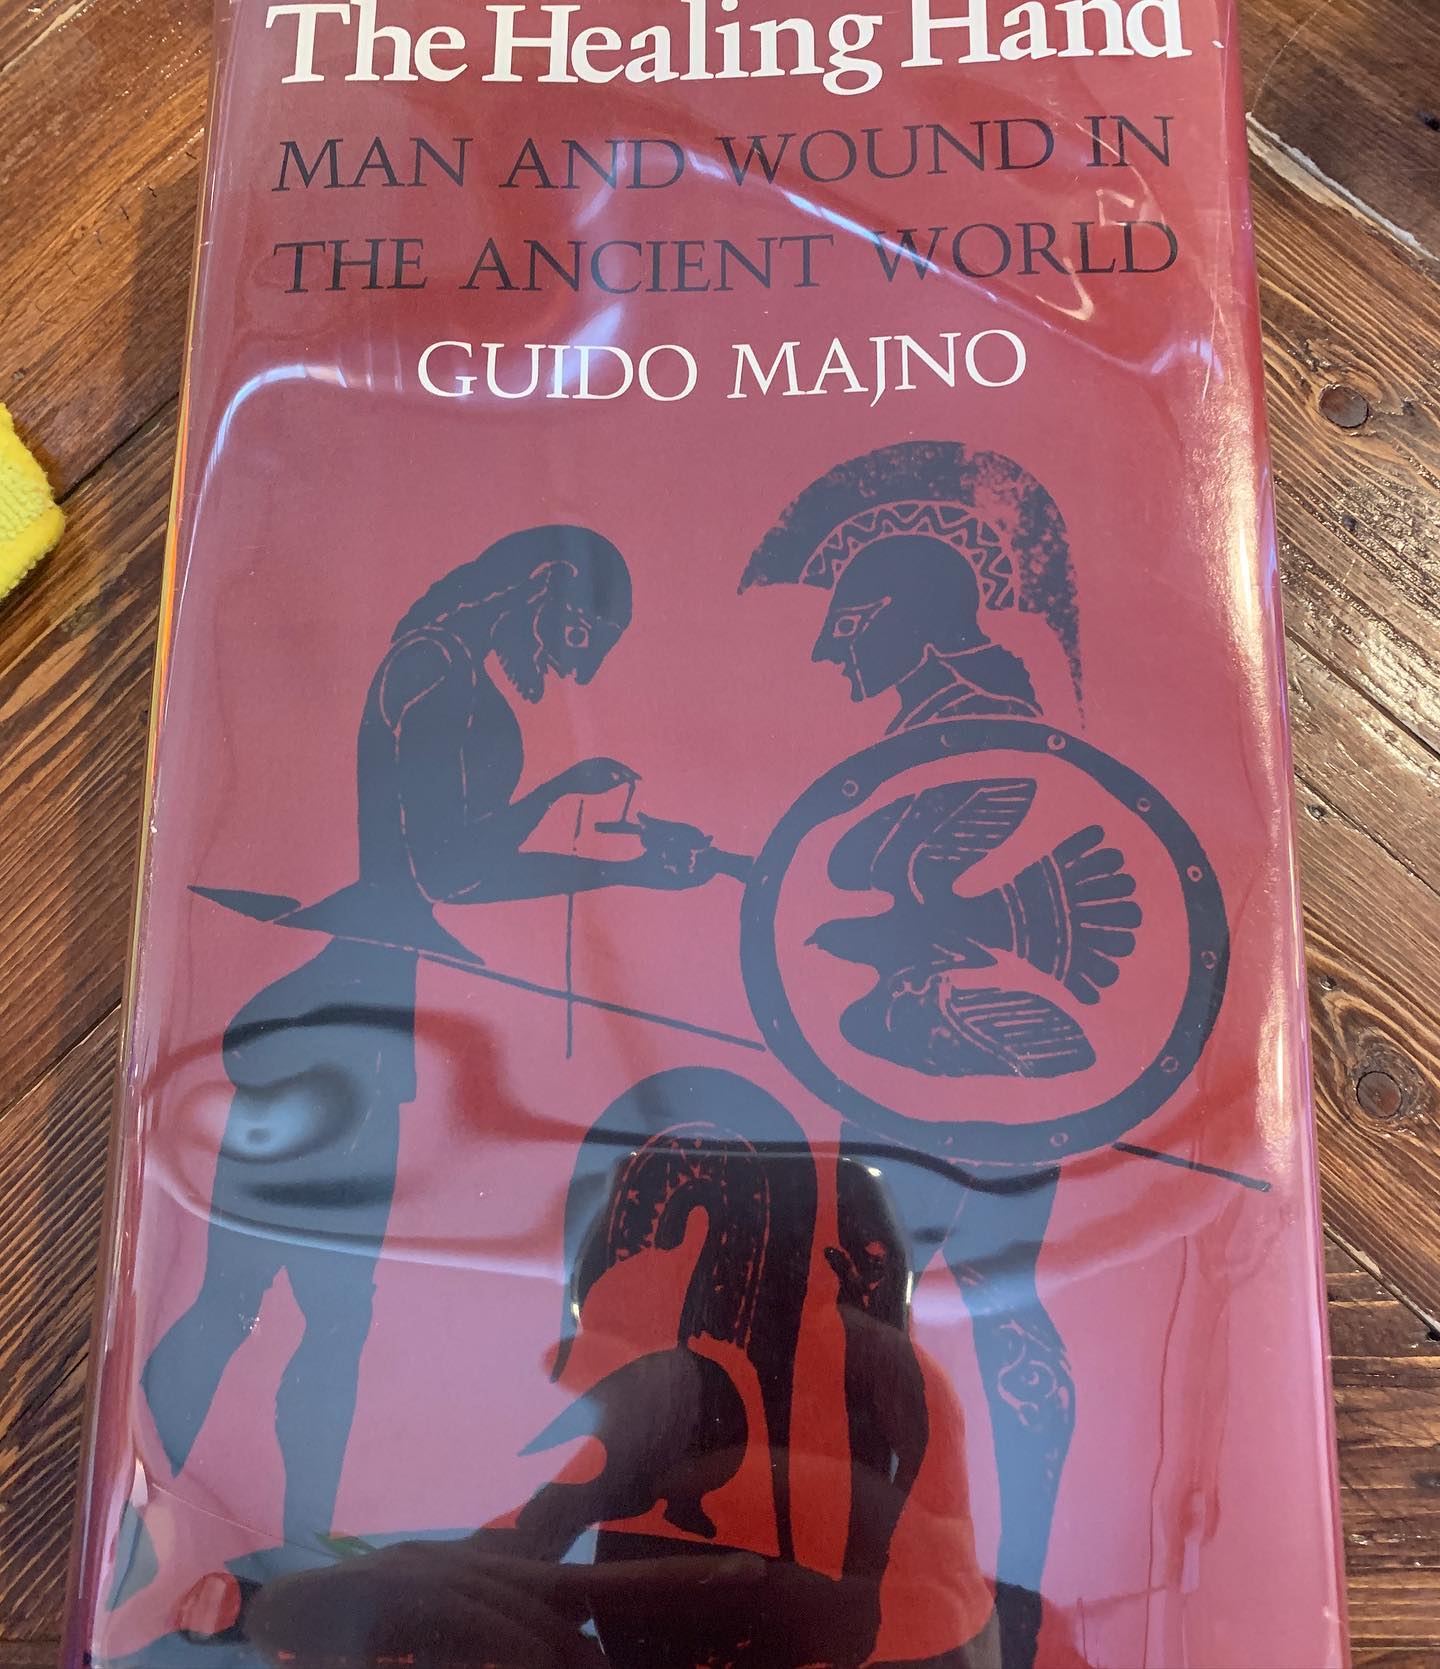 The Healing Hand
MAN AND WOUND IN
THE ANCIENT WORLD
GUIDO MAJNO